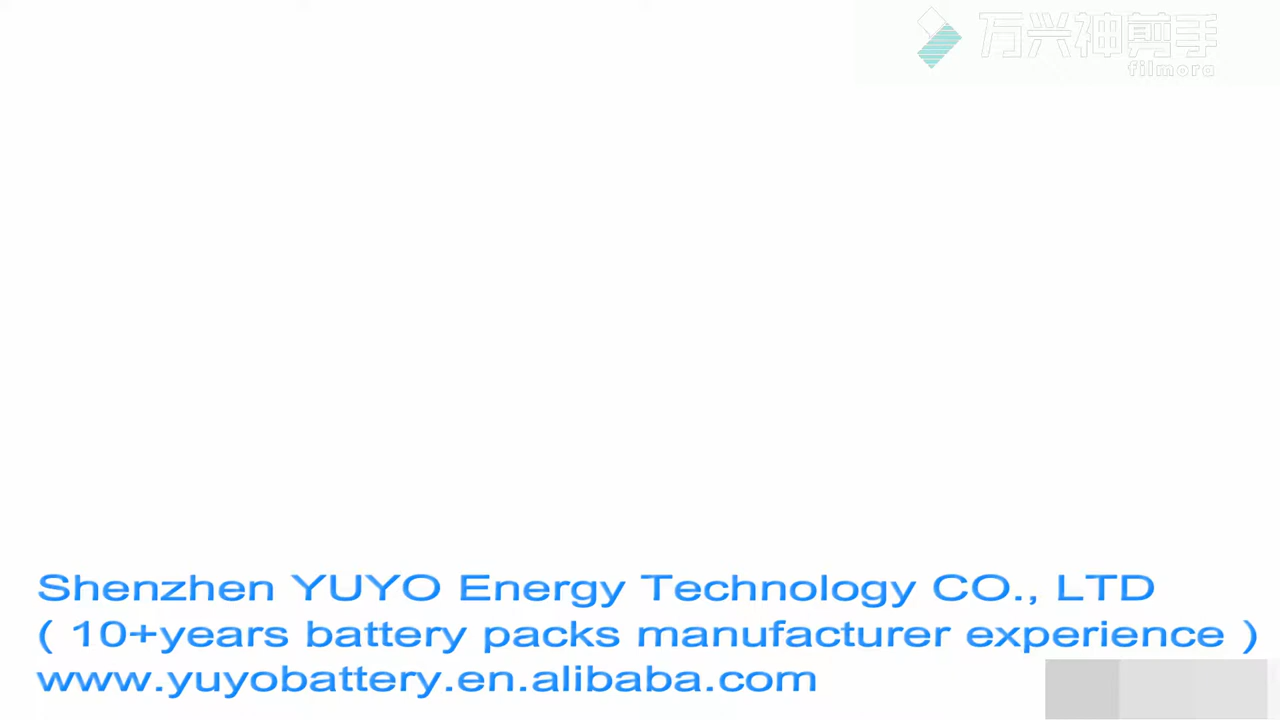 万兴神剪手
filmora
Shenzhen YUYO Energy Technology CO., LTD
( 10+years battery packs manufacturer experience )
www.yuyobattery.en.alibaba.com